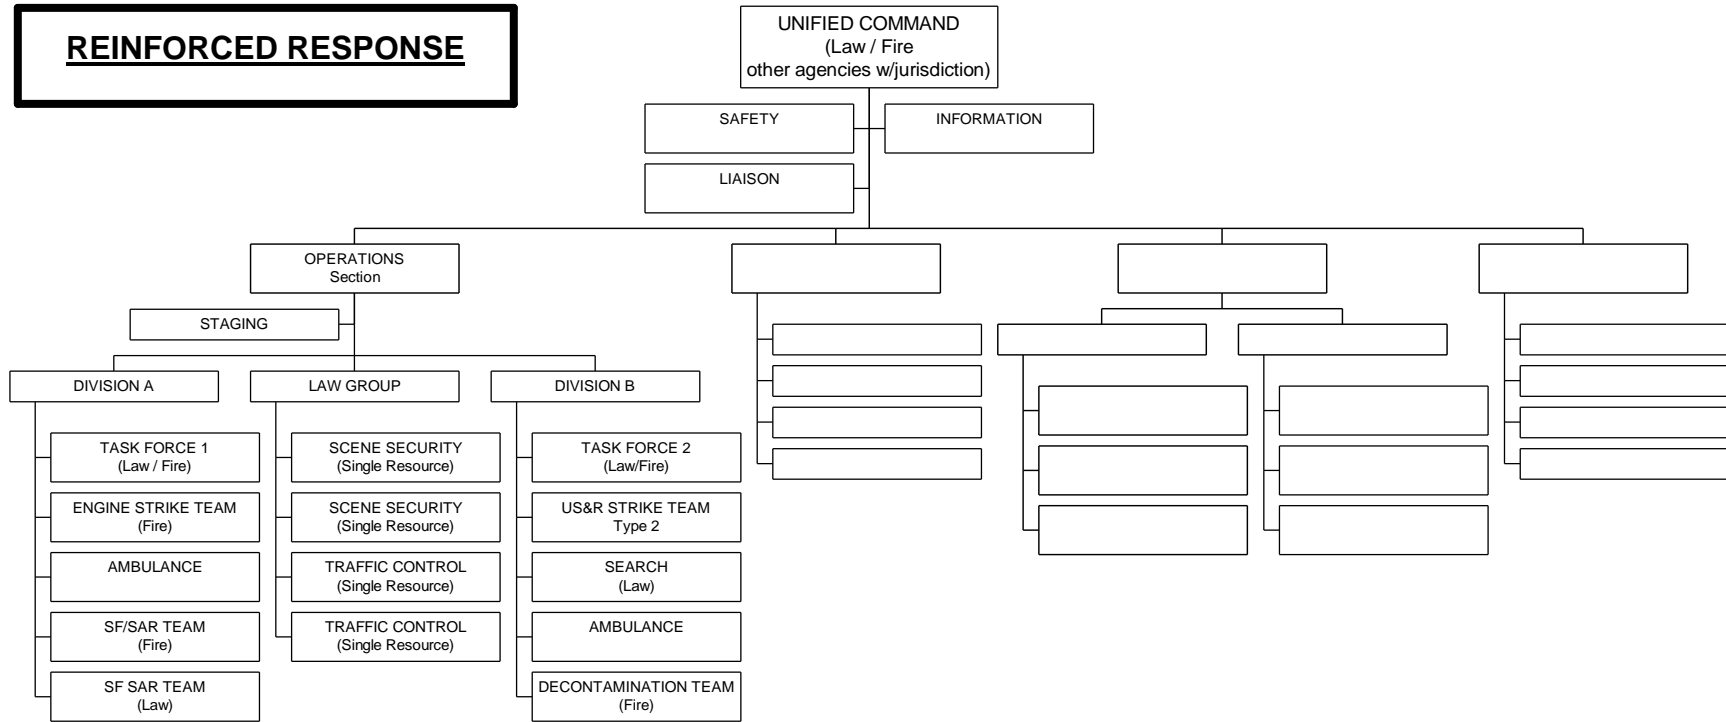 REINFORCED RESPONSE
UNIFIED COMMAND
(Law / Fire
other agencies w/jurisdiction)
SAFETY
INFORMATION
LIAISON
OPERATIONS
Section
STAGING
DIVISION A
LAW GROUP
DIVISION B
TASK FORCE 1
(Law / Fire)
ENGINE STRIKE TEAM
(Fire)
AMBULANCE
SF/SAR TEAM
(Fire)
SF SAR TEAM
(Law)
SCENE SECURITY
(Single Resource)
SCENE SECURITY
(Single Resource)
TRAFFIC CONTROL
(Single Resource)
TRAFFIC CONTROL
(Single Resource)
TASK FORCE 2
(Law/Fire)
US&R STRIKE TEAM
Type 2
SEARCH
(Law)
AMBULANCE
DECONTAMINATION TEAM
(Fire)